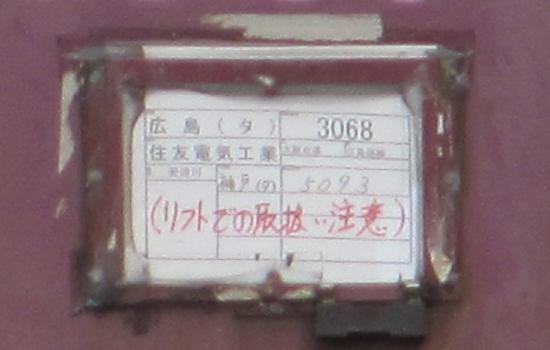 広島(タ) 3068
住友電気工業
神戸(タ) 5093
(リフトでの取扱い注意)